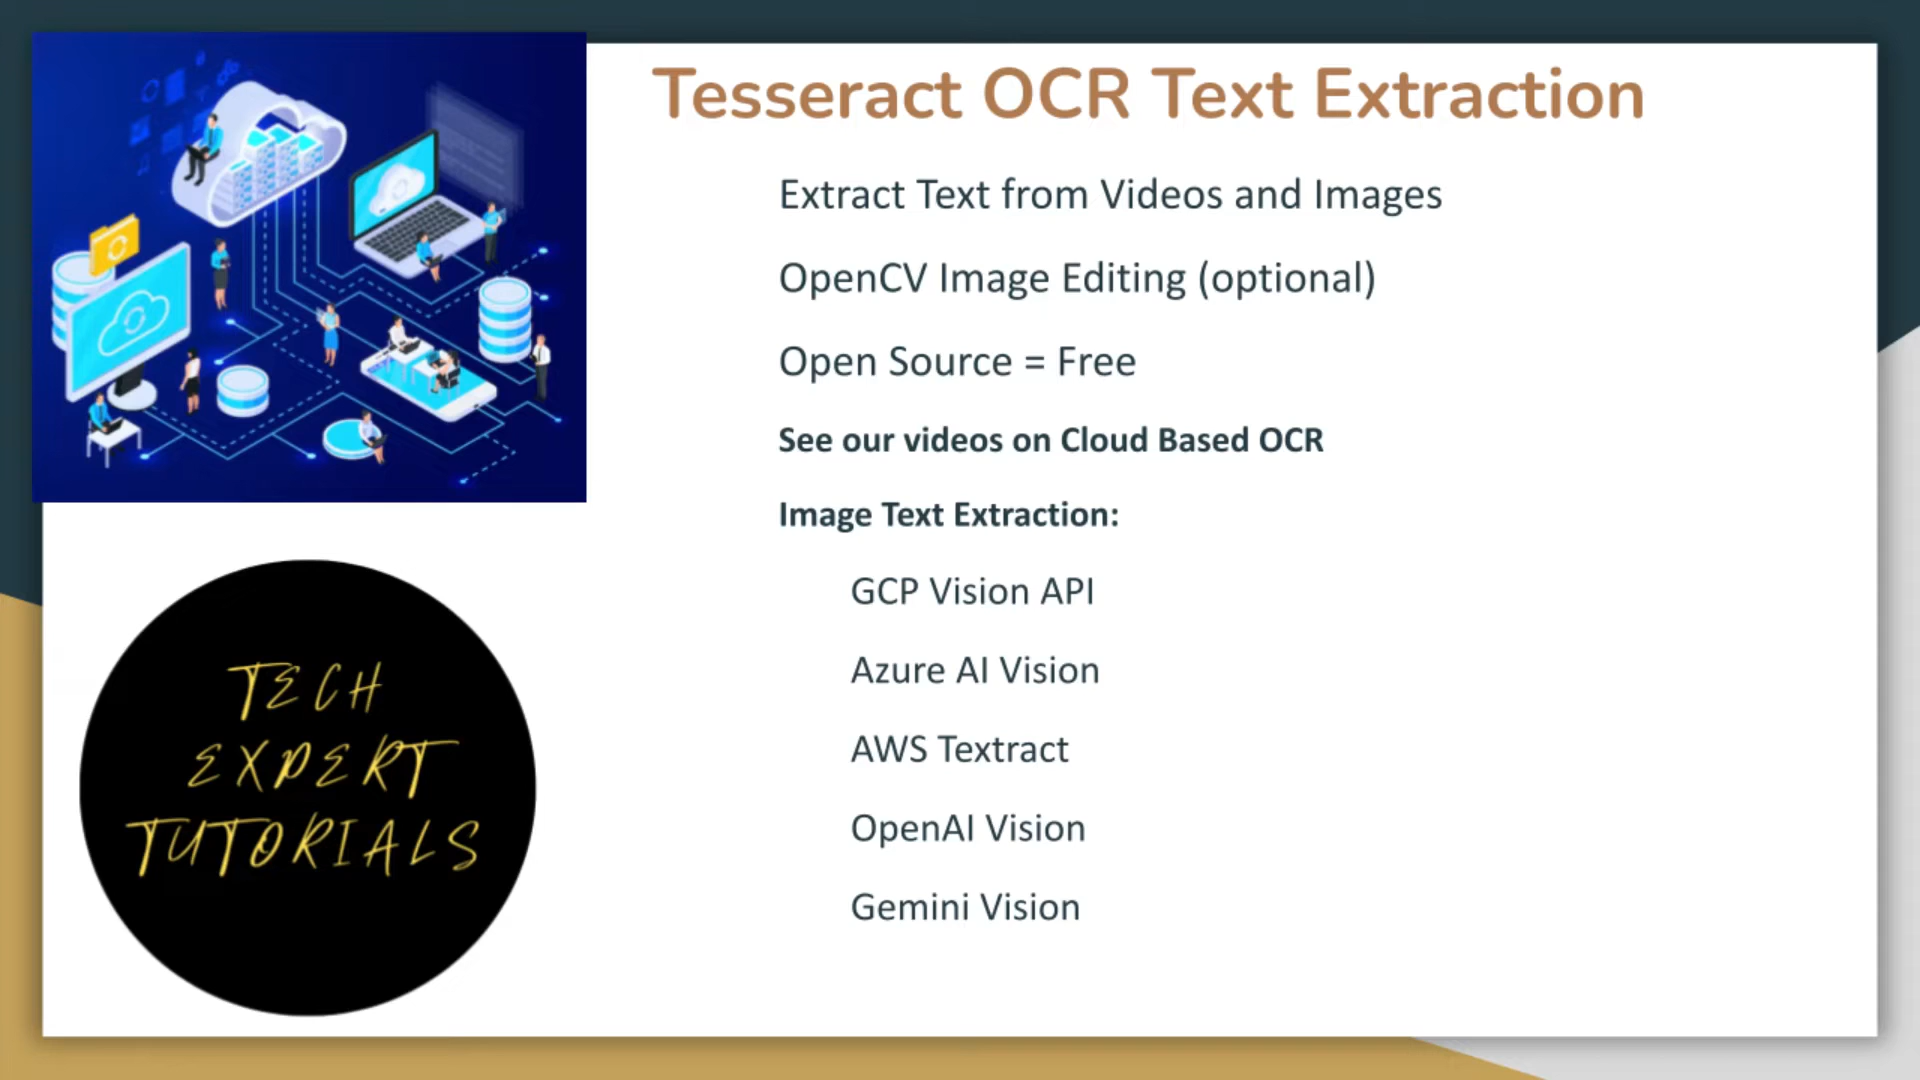 Tesseract OCR Text Extraction
Extract Text from Videos and Images
OpenCV Image Editing (optional)
Open Source = Free
See our videos on Cloud Based OCR
Image Text Extraction:
GCP Vision API
Azure AI Vision
AWS Textract
OpenAI Vision
Gemini Vision
TECH
EXPERT
TUTORIALS